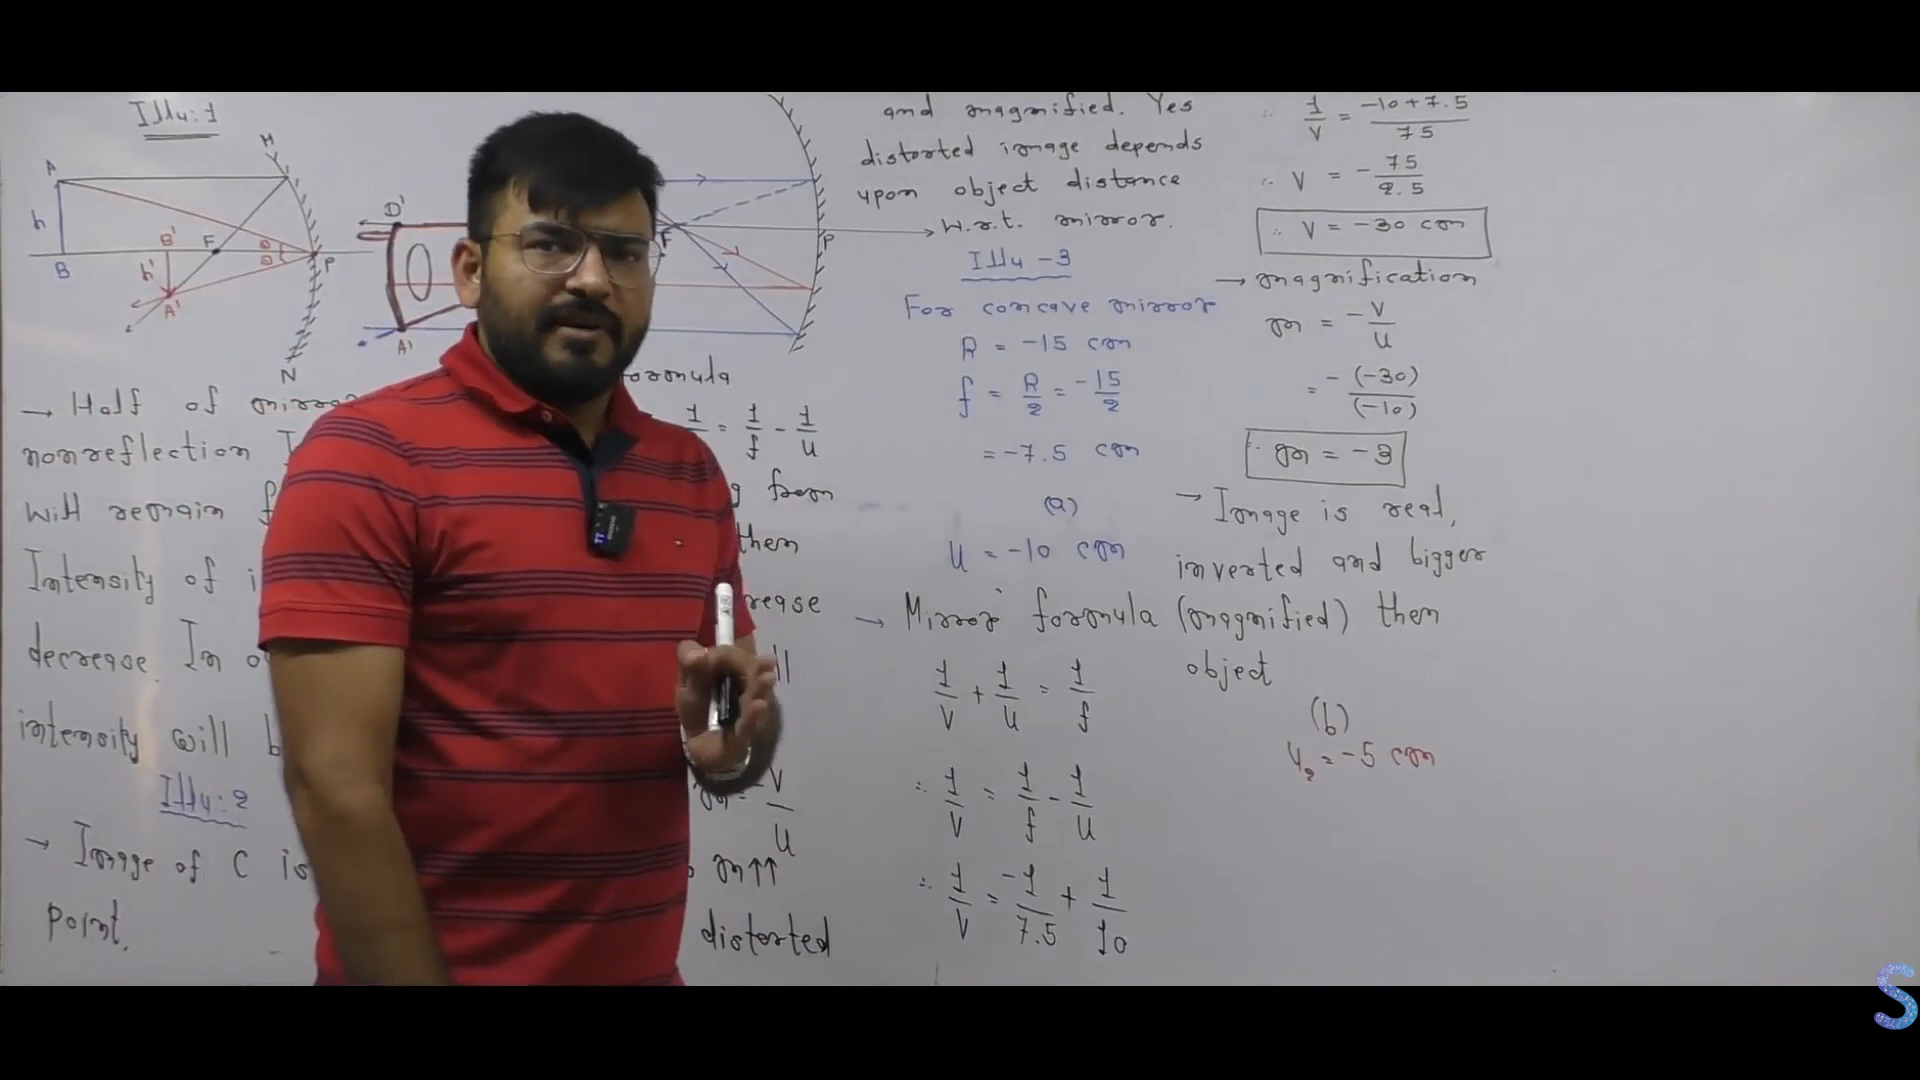 Illu: 1
M
A
h
B
B'
F
θ
θ
P
h'
A'
N
→ Half of mirror
nonreflection I
will remain f
Intensity of i
decrease. In o
intensity will b
Illu: 2
→ Image of C is
point.
D'
A'
F
P
formula
1/ = 1/f - 1/u
from
then
rease
ll
m = -v/u
m↑↑
distorted
and magnified. Yes
distorted image depends
upon object distance
w.r.t. mirror.
Illu - 3
For concave mirror
R = -15 cm
f = R/2 = -15/2
= -7.5 cm
(a)
u = -10 cm
→ Mirror formula
1/v + 1/u = 1/f
∴ 1/v = 1/f - 1/u
∴ 1/v = -1/7.5 + 1/10
∴ 1/v = -10+7.5/75
∴ v = -75/2.5
∴ v = -30 cm
→ magnification
m = -v/u
= -(-30)/(-10)
∴ m = -3
→ Image is real,
inverted and bigger
(magnified) then
object
(b)
u₂ = -5 cm
S